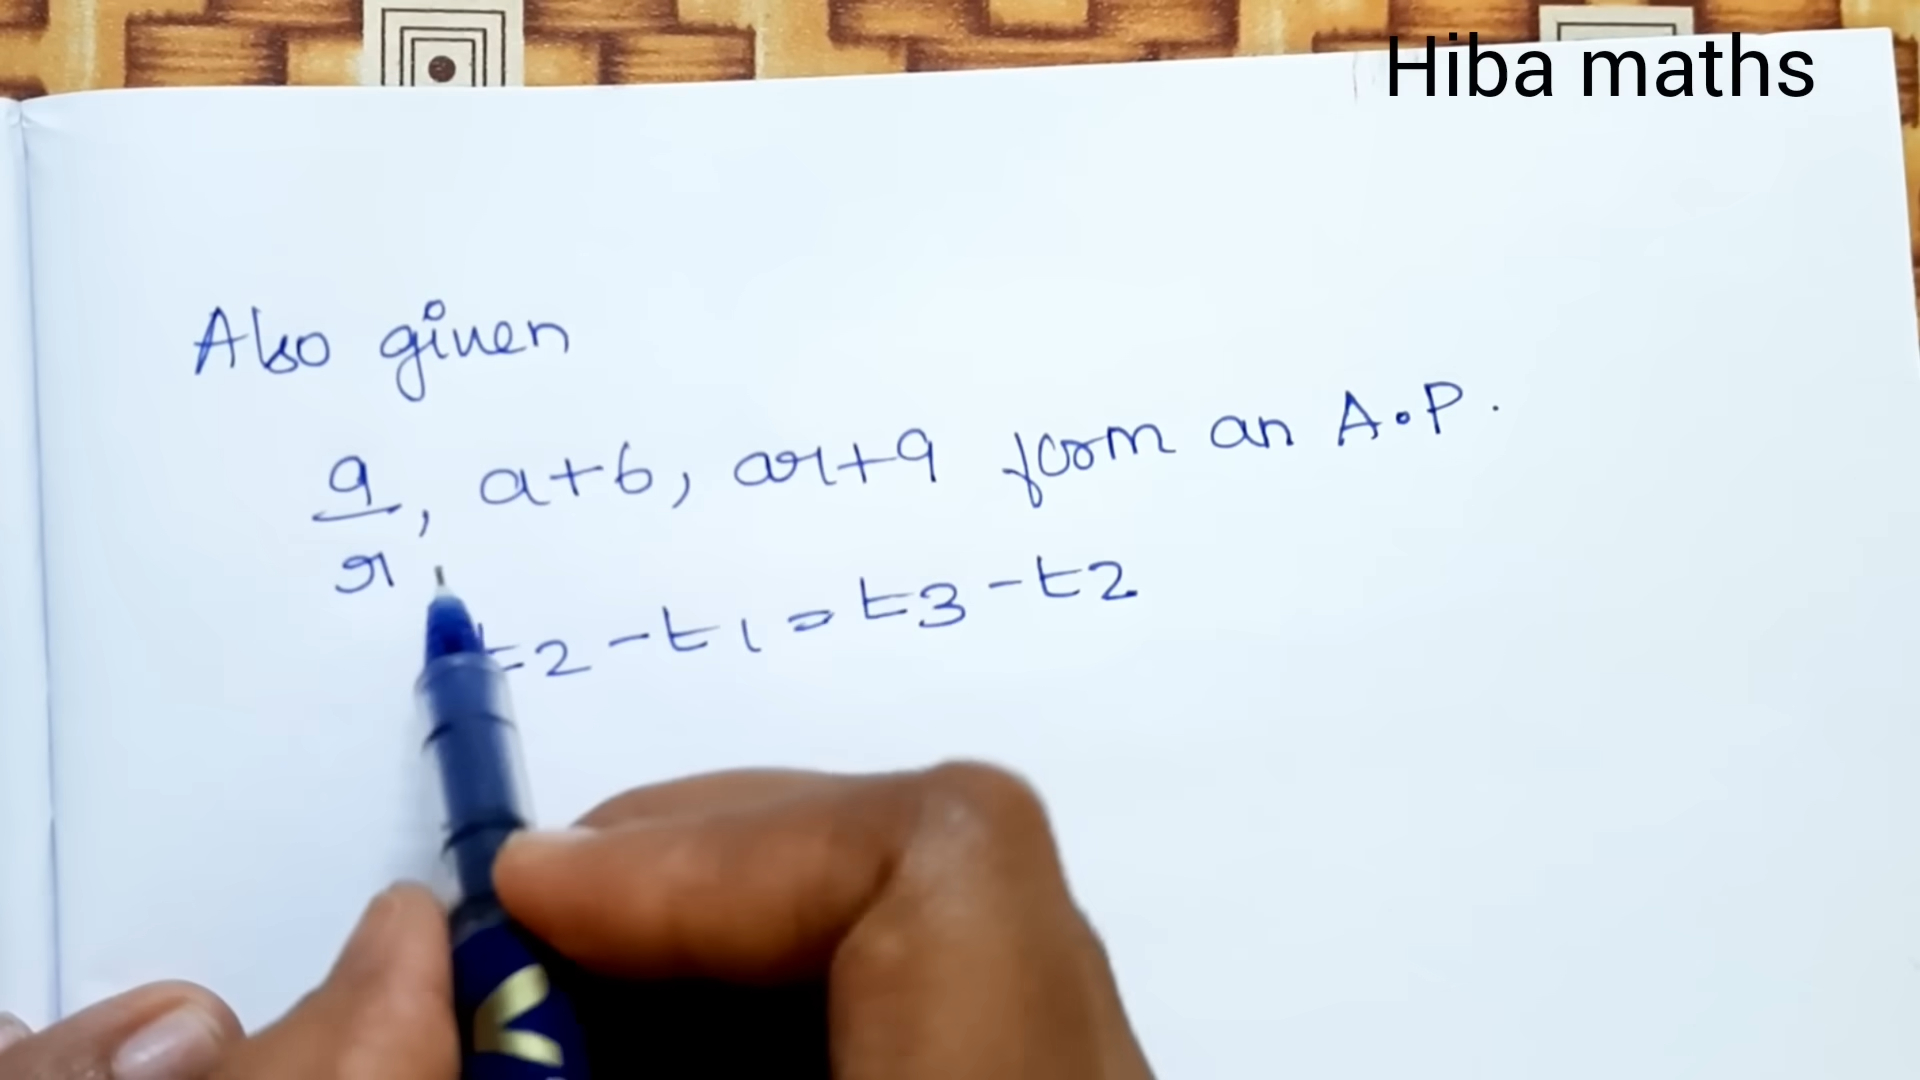 Hiba maths
Also given
a/r, a+6, ar+9 form an A.P.
t2-t1=t3-t2